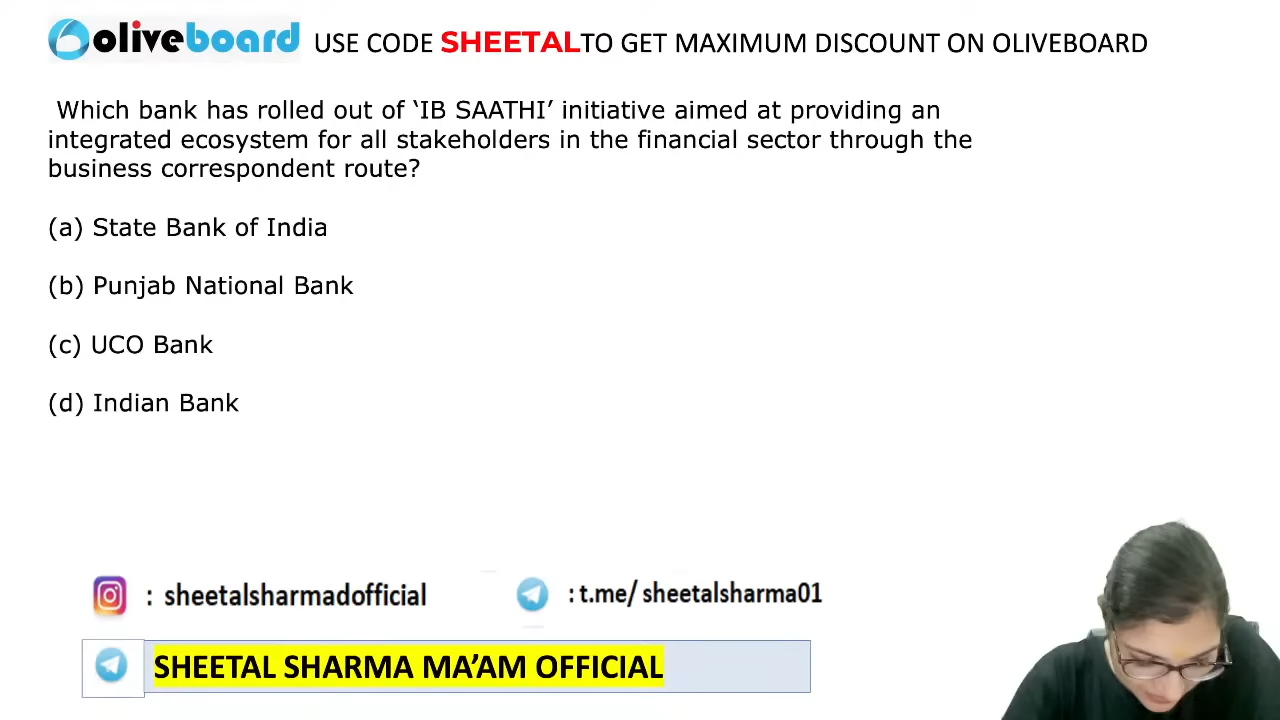 oliveboard USE CODE SHEETAL TO GET MAXIMUM DISCOUNT ON OLIVEBOARD
Which bank has rolled out of ‘IB SAATHI’ initiative aimed at providing an
integrated ecosystem for all stakeholders in the financial sector through the
business correspondent route?
(a) State Bank of India
(b) Punjab National Bank
(c) UCO Bank
(d) Indian Bank
: sheetalsharmadofficial : t.me/ sheetalsharma01
SHEETAL SHARMA MA’AM OFFICIAL